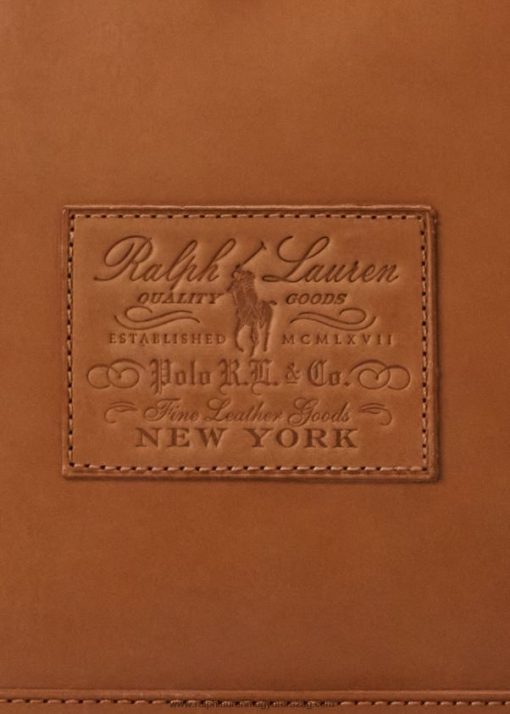 Ralph Lauren
QUALITY GOODS
ESTABLISHED MCMLXVII
Polo R.L. & Co.
Fine Leather Goods
NEW YORK